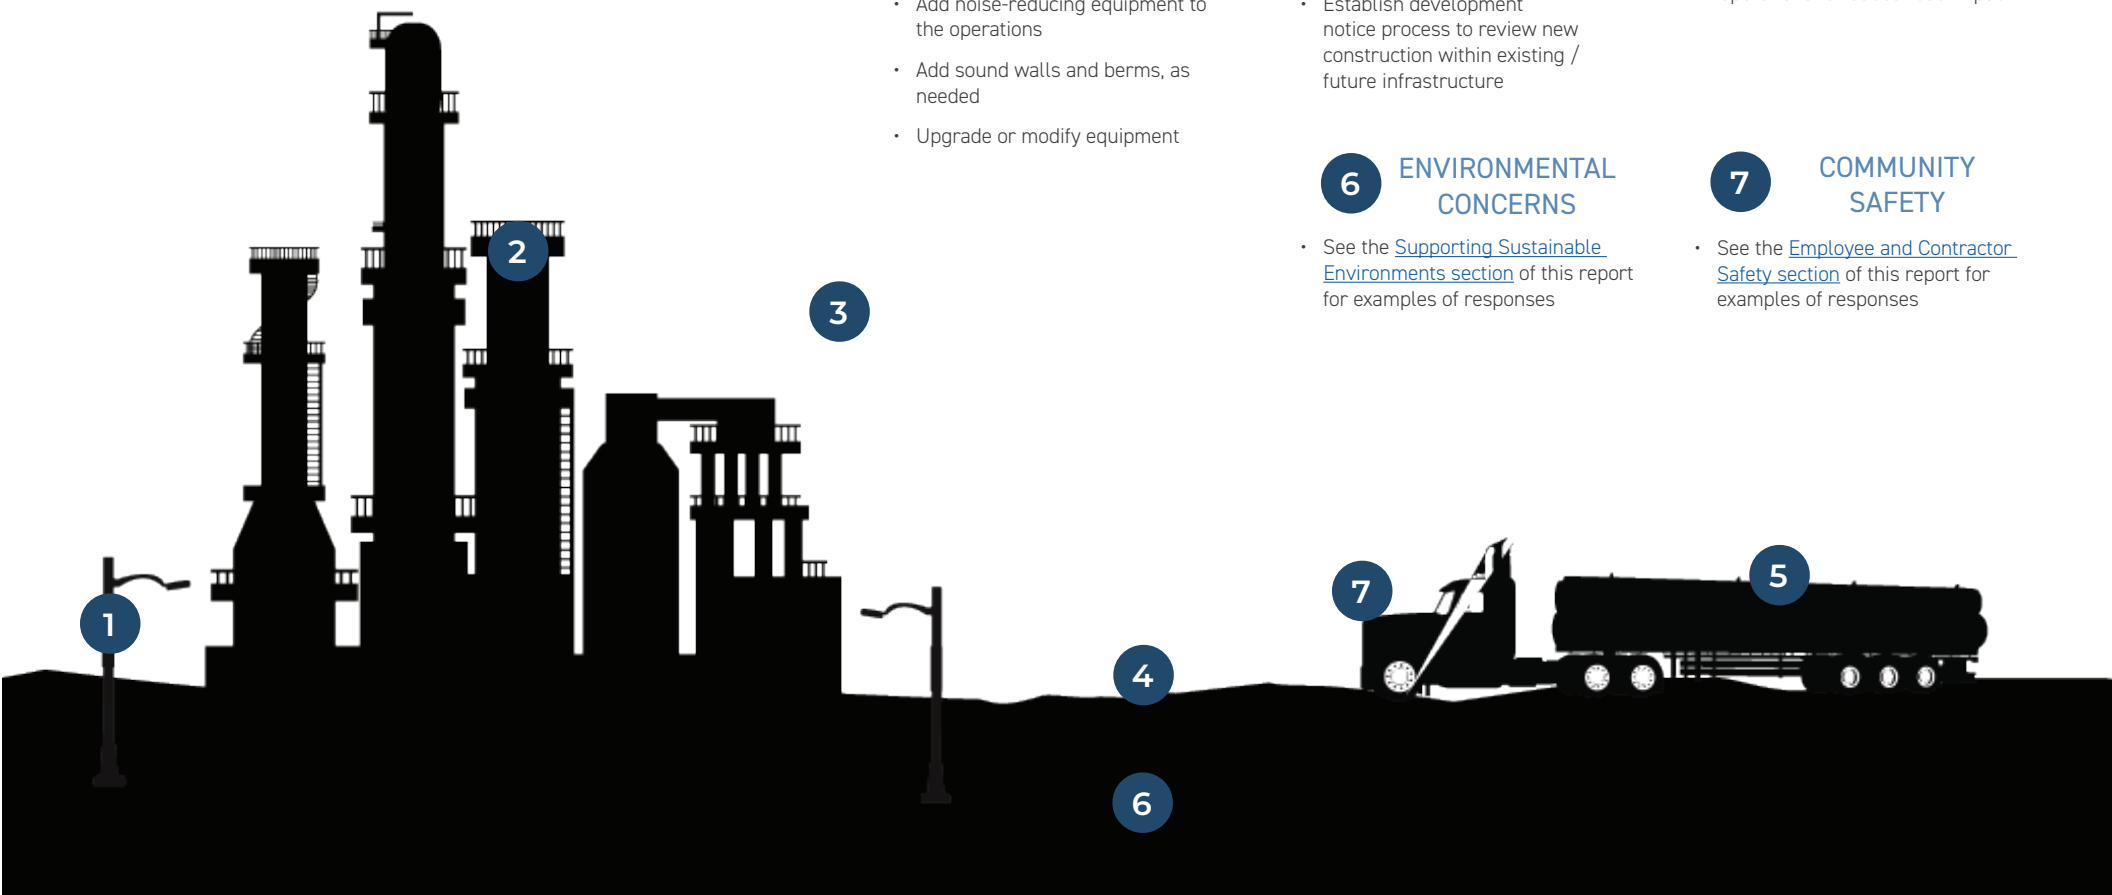 • Add noise-reducing equipment to
the operations
• Add sound walls and berms, as
needed
• Upgrade or modify equipment
• Establish development
notice process to review new
construction within existing /
future infrastructure
6 ENVIRONMENTAL
CONCERNS
• See the Supporting Sustainable
Environments section of this report
for examples of responses
7 COMMUNITY
SAFETY
• See the Employee and Contractor
Safety section of this report for
examples of responses
2
3
7
5
1
4
6